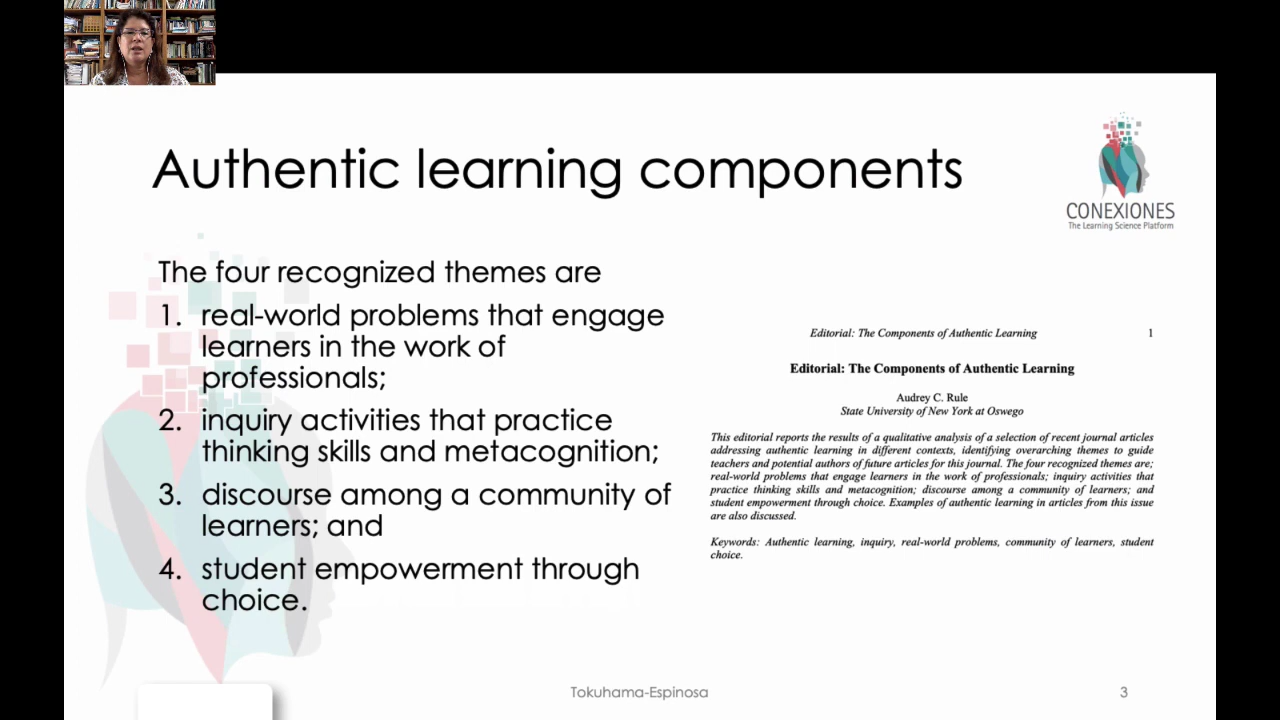 Authentic learning components
CONEXIONES
The Learning Science Platform
The four recognized themes are
1. real-world problems that engage
learners in the work of
professionals;
2. inquiry activities that practice
thinking skills and metacognition;
3. discourse among a community of
learners; and
4. student empowerment through
choice.
Editorial: The Components of Authentic Learning 1
Editorial: The Components of Authentic Learning
Audrey C. Rule
State University of New York at Oswego
This editorial reports the results of a qualitative analysis of a selection of recent journal articles
addressing authentic learning in different contexts, identifying overarching themes to guide
teachers and potential authors of future articles for this journal. The four recognized themes are;
real-world problems that engage learners in the work of professionals; inquiry activities that
practice thinking skills and metacognition; discourse among a community of learners; and
student empowerment through choice. Examples of authentic learning in articles from this issue
are also discussed.
Keywords: Authentic learning, inquiry, real-world problems, community of learners, student
choice.
Tokuhama-Espinosa
3